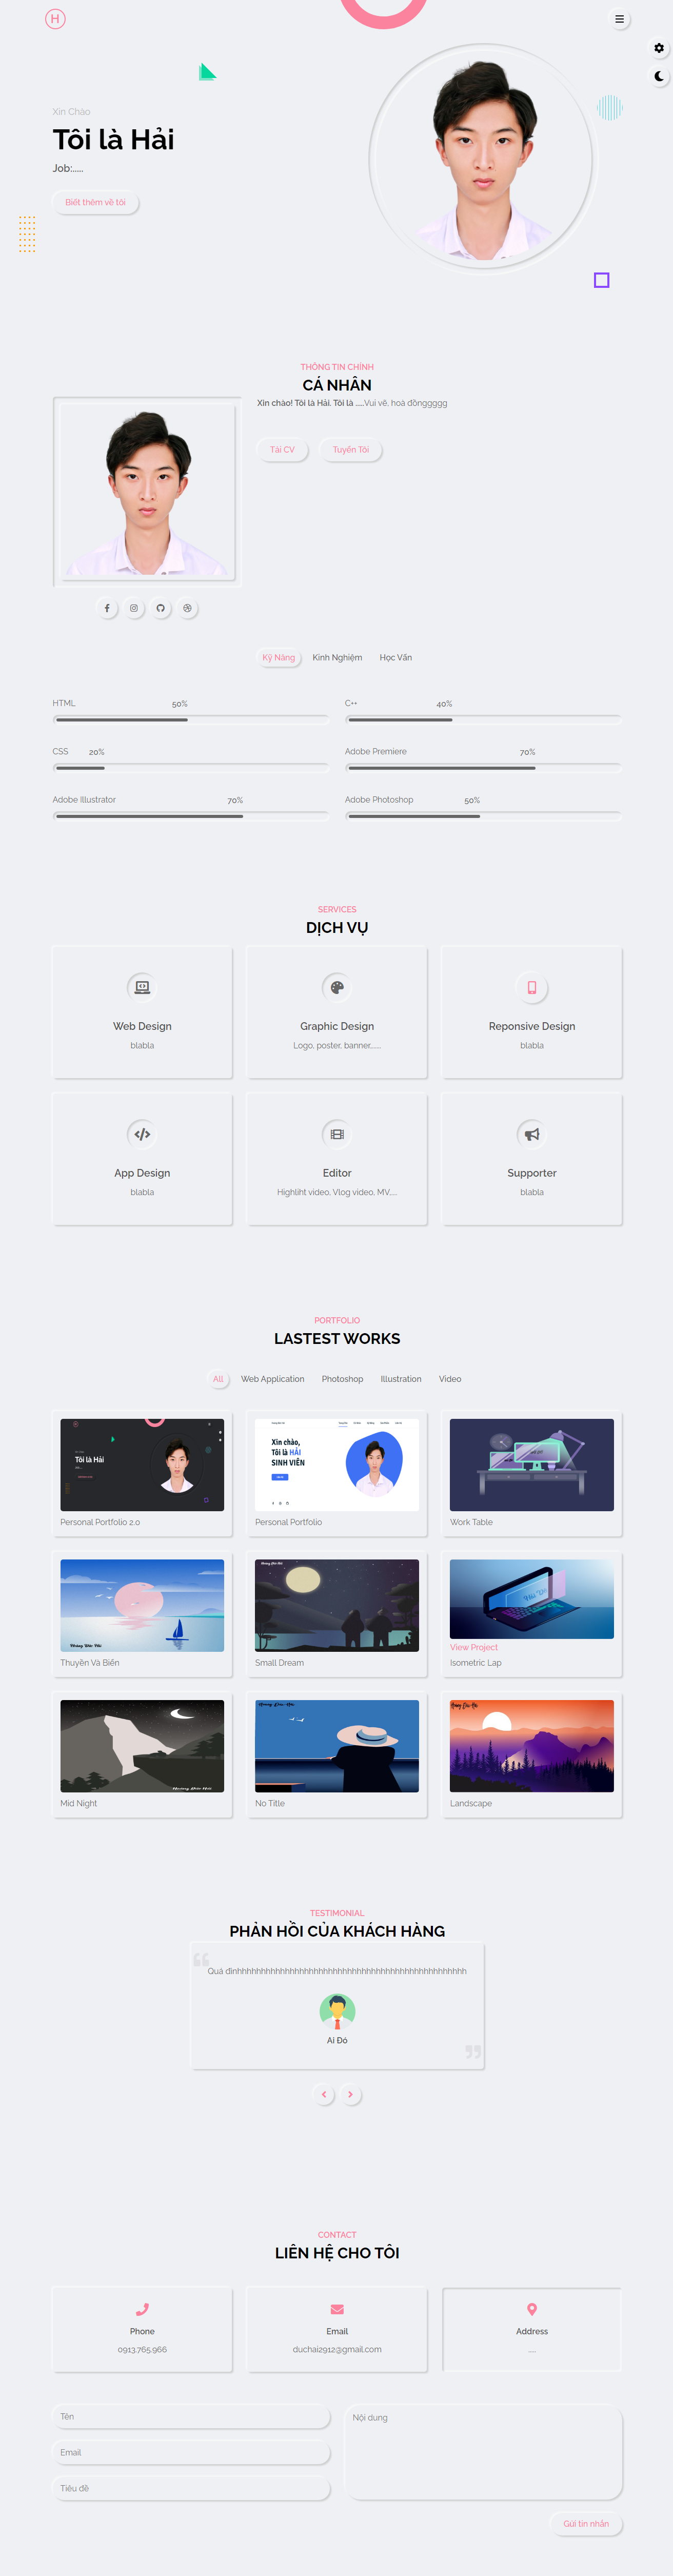 H
Xin Chào
Tôi là Hải
Job:.....
Biết thêm về tôi
THÔNG TIN CHÍNH
CÁ NHÂN
Xin chào! Tôi là Hải. Tôi là ......Vui vẽ, hoà đồnggggg
Tải CV
Tuyển Tôi
Kỹ Năng
Kinh Nghiệm
Học Vấn
HTML 50%
C++ 40%
CSS 20%
Adobe Premiere 70%
Adobe Illustrator 70%
Adobe Photoshop 50%
SERVICES
DỊCH VỤ
Web Design
blabla
Graphic Design
Logo, poster, banner,......
Reponsive Design
blabla
App Design
blabla
Editor
Highliht video, Vlog video, MV,....
Supporter
blabla
PORTFOLIO
LASTEST WORKS
All
Web Application
Photoshop
Illustration
Video
Tôi là Hải
Personal Portfolio 2.0
Xin chào,
Tôi là HẢI
SINH VIÊN
Personal Portfolio
Work Table
Thuyền Và Biển
Small Dream
View Project
Isometric Lap
Mid Night
No Title
Landscape
TESTIMONIAL
PHẢN HỒI CỦA KHÁCH HÀNG
Ai Đó
CONTACT
LIÊN HỆ CHO TÔI
Phone
0913.765.966
Email
duchai2912@gmail.com
Address
.....
Tên
Email
Tiêu đề
Nội dung
Gửi tin nhắn